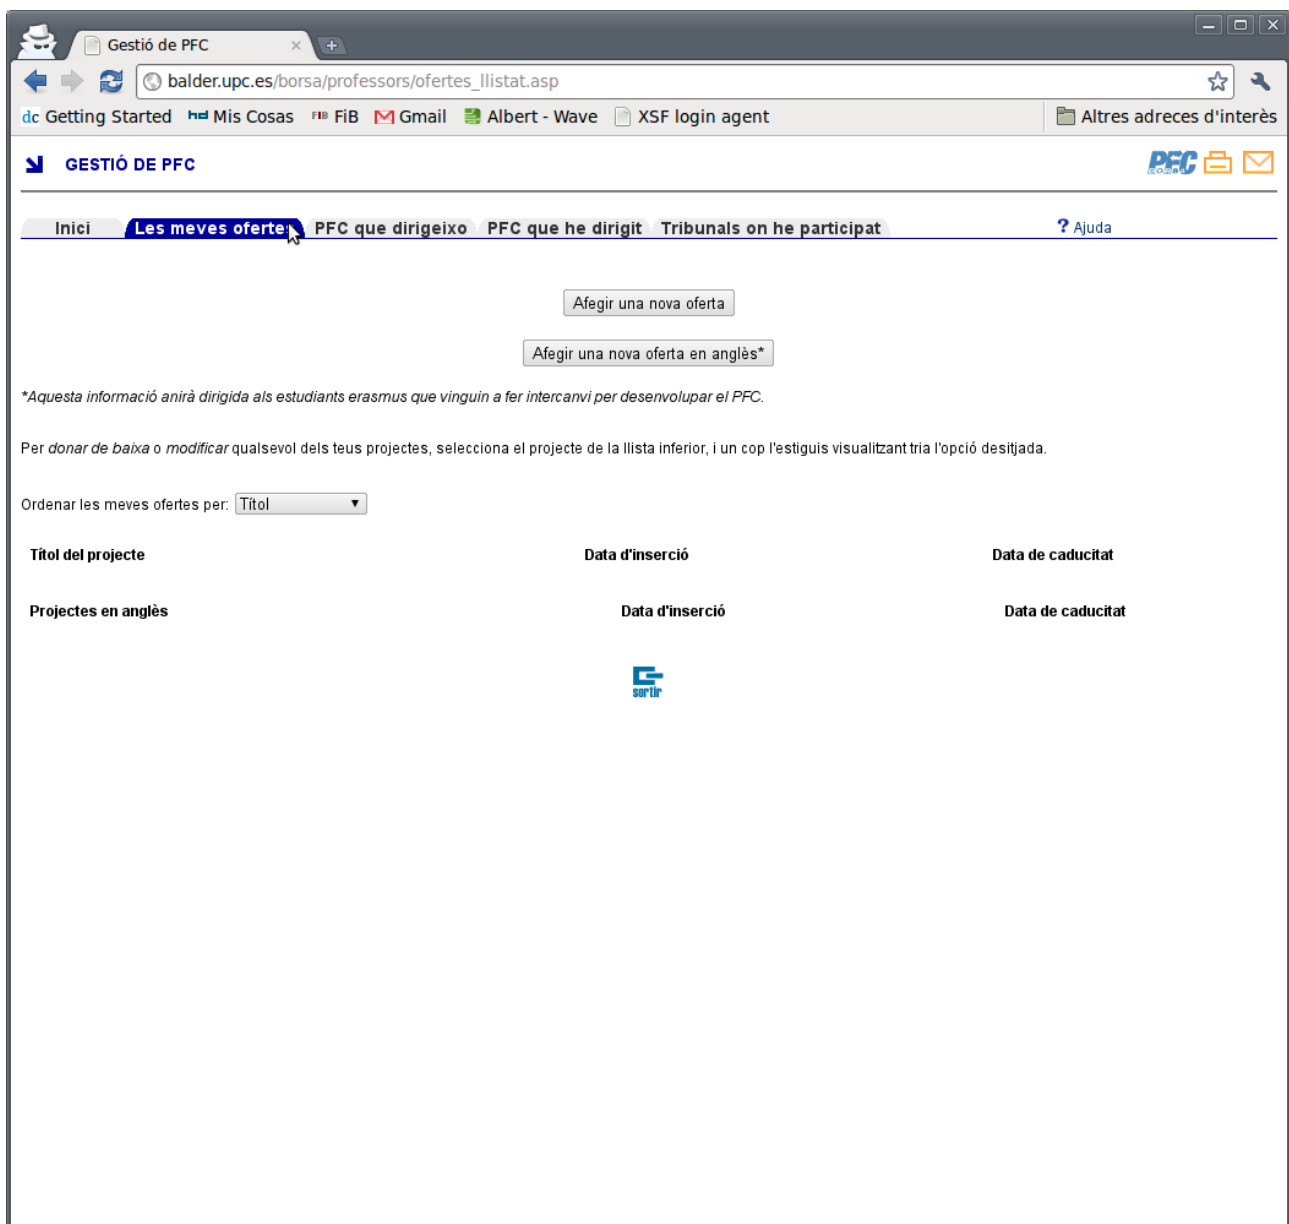 Gestió de PFC
balder.upc.es/borsa/professors/ofertes_llistat.asp
dc Getting Started hd Mis Cosas FIB FiB Gmail Albert - Wave XSF login agent Altres adreces d'interès
GESTIÓ DE PFC PFC BORSA
Inici Les meves ofertes PFC que dirigeixo PFC que he dirigit Tribunals on he participat ? Ajuda
Afegir una nova oferta
Afegir una nova oferta en anglès*
*Aquesta informació anirà dirigida als estudiants erasmus que vinguin a fer intercanvi per desenvolupar el PFC.
Per donar de baixa o modificar qualsevol dels teus projectes, selecciona el projecte de la llista inferior, i un cop l'estiguis visualitzant tria l'opció desitjada.
Ordenar les meves ofertes per: Títol
Títol del projecte Data d'inserció Data de caducitat
Projectes en anglès Data d'inserció Data de caducitat
sortir